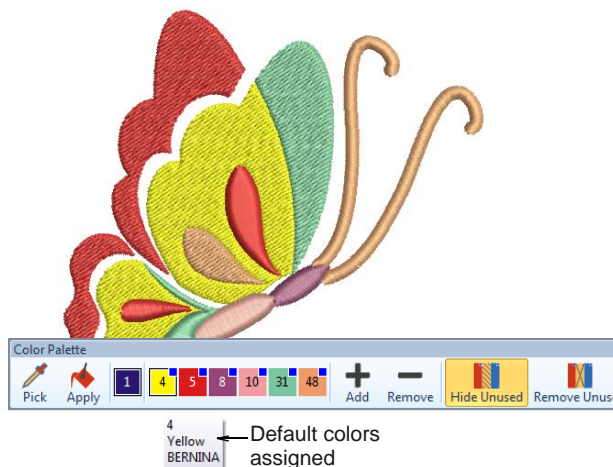 Color Palette
1 4 5 8 10 31 48
Pick Apply Add Remove Hide Unused Remove Unus
4
Yellow Default colors
BERNINA assigned